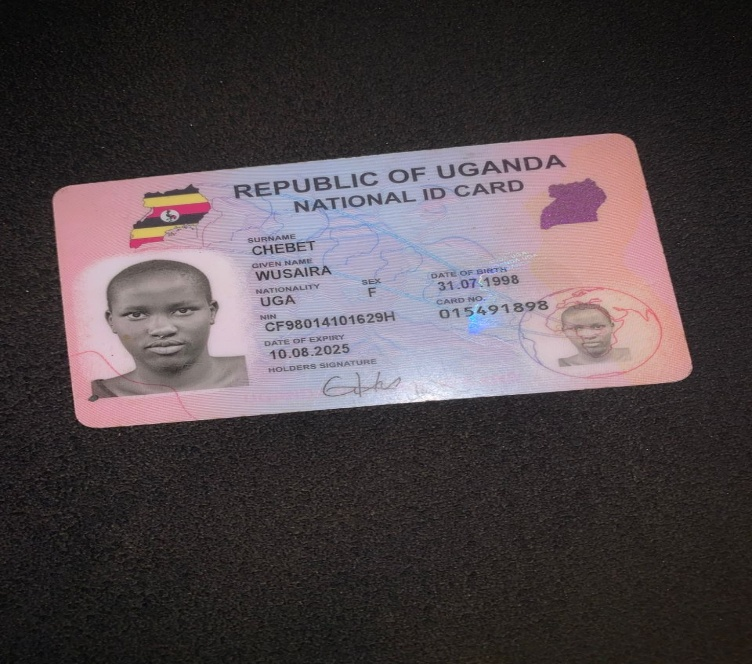 REPUBLIC OF UGANDA
NATIONAL ID CARD
SURNAME
CHEBET
GIVEN NAME
WUSAIRA
NATIONALITY
UGA
SEX
F
DATE OF BIRTH
31.07.1998
NIN
CF98014101629H
CARD NO.
015491898
DATE OF EXPIRY
10.08.2025
HOLDERS SIGNATURE